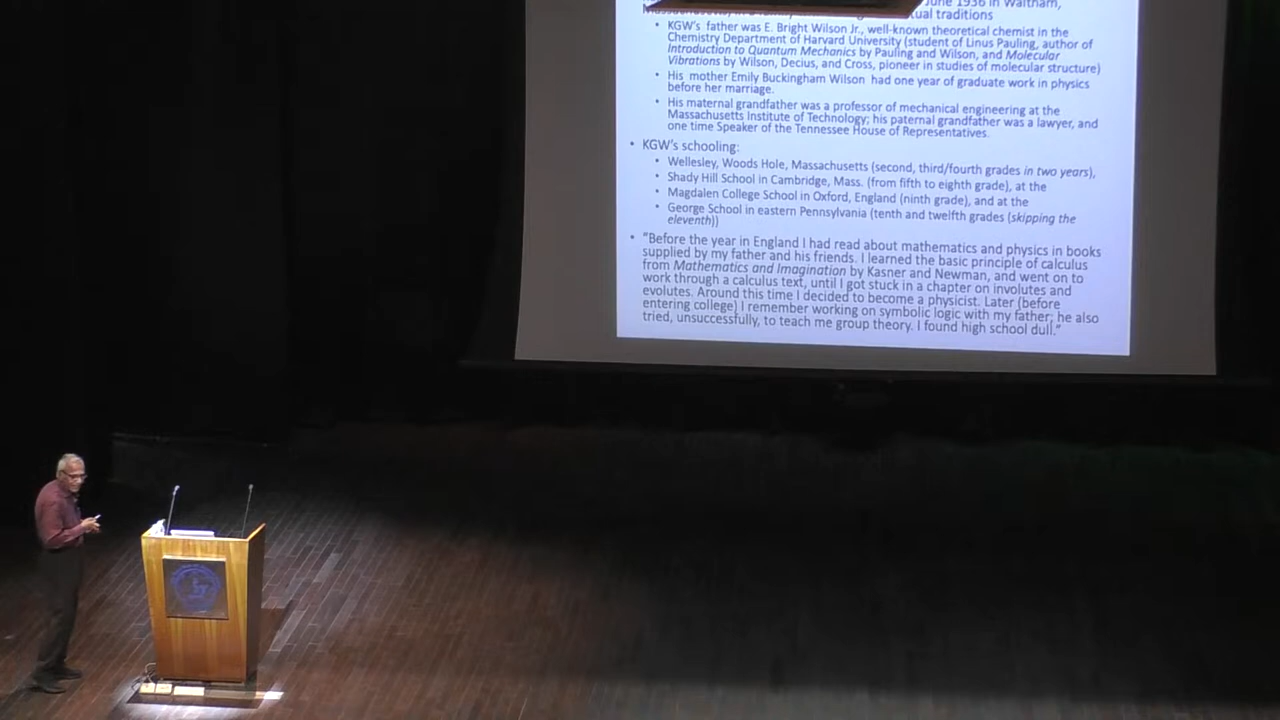 June 1936 in Waltham,
ual traditions
• KGW's father was E. Bright Wilson Jr., well-known theoretical chemist in the
Chemistry Department of Harvard University (student of Linus Pauling, author of
Introduction to Quantum Mechanics by Pauling and Wilson, and Molecular
Vibrations by Wilson, Decius, and Cross, pioneer in studies of molecular structure)
• His mother Emily Buckingham Wilson had one year of graduate work in physics
before her marriage.
• His maternal grandfather was a professor of mechanical engineering at the
Massachusetts Institute of Technology; his paternal grandfather was a lawyer, and
one time Speaker of the Tennessee House of Representatives.
• KGW's schooling:
• Wellesley, Woods Hole, Massachusetts (second, third/fourth grades in two years),
• Shady Hill School in Cambridge, Mass. (from fifth to eighth grade), at the
• Magdalen College School in Oxford, England (ninth grade), and at the
• George School in eastern Pennsylvania (tenth and twelfth grades (skipping the
eleventh))
• "Before the year in England I had read about mathematics and physics in books
supplied by my father and his friends. I learned the basic principle of calculus
from Mathematics and Imagination by Kasner and Newman, and went on to
work through a calculus text, until I got stuck in a chapter on involutes and
evolutes. Around this time I decided to become a physicist. Later (before
entering college) I remember working on symbolic logic with my father; he also
tried, unsuccessfully, to teach me group theory. I found high school dull."